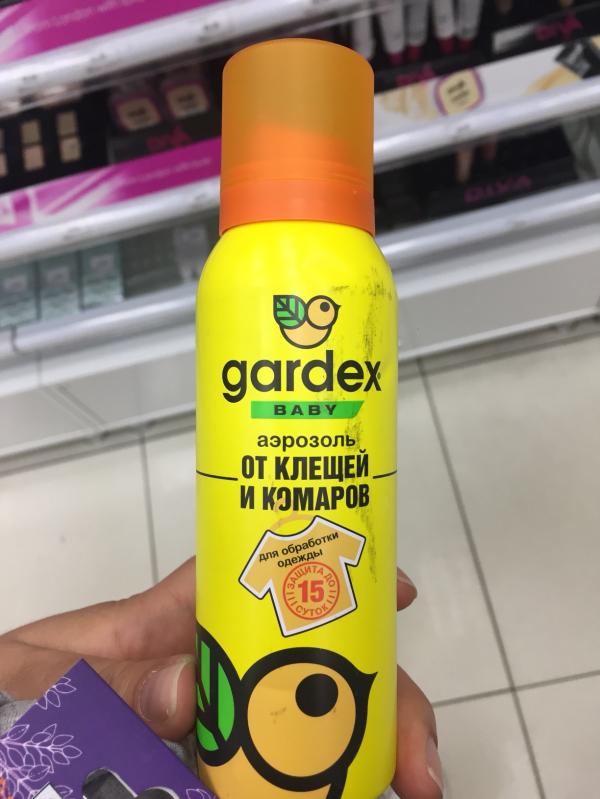 gardex
BABY
аэрозоль
ОТ КЛЕЩЕЙ
И КОМАРОВ
для обработки
одежды
ЗАЩИТА ДО
15
СУТОК